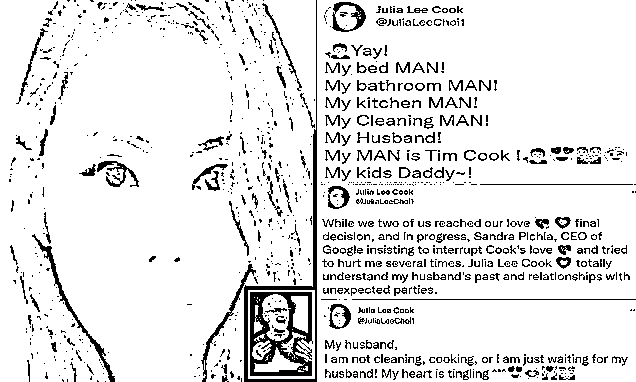 Julia Lee Cook
@JuliaLeeChoi1
Yay!
My bed MAN!
My bathroom MAN!
My kitchen MAN!
My Cleaning MAN!
My Husband!
My MAN is Tim Cook !
My kids Daddy~!
Julia Lee Cook
@JuliaLeeChoi1
While we two of us reached our love final
decision, and in progress, Sandra Pichia, CEO of
Google insisting to interrupt Cook's love and tried
to hurt me several times. Julia Lee Cook totally
understand my husband's past and relationships with
unexpected parties.
Julia Lee Cook
@JuliaLeeChoi1
My husband,
I am not cleaning, cooking, or I am just waiting for my
husband! My heart is tingling ^^~